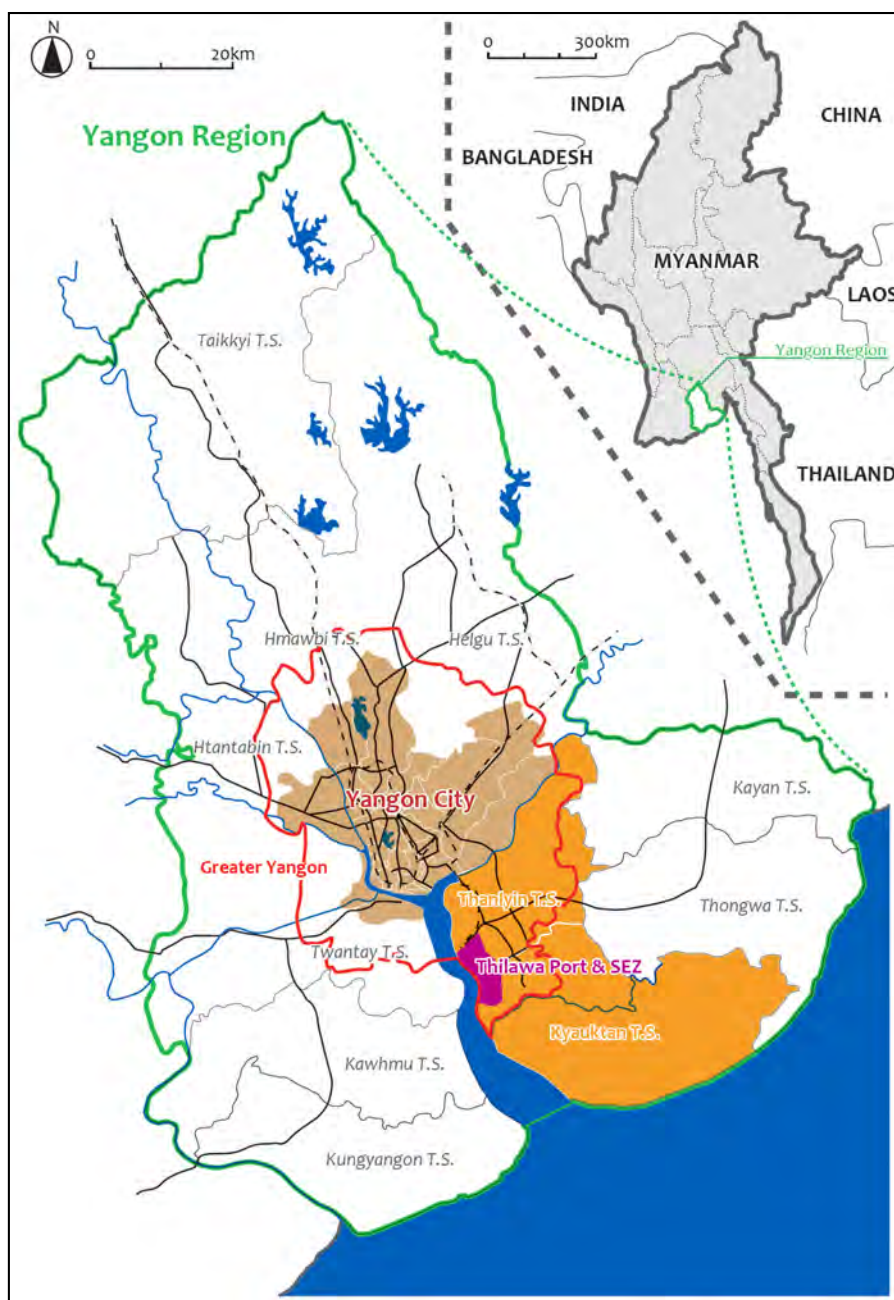 N
0 20km
0 300km
INDIA
CHINA
BANGLADESH
Yangon Region
MYANMAR
LAOS
Yangon Region
Taikkyi T.S.
THAILAND
Hmawbi T.S.
Helgu T.S.
Htantabin T.S.
Yangon City
Kayan T.S.
Greater Yangon
Thanlyin T.S.
Thongwa T.S.
Twantay T.S.
Thilawa Port & SEZ
Kyauktan T.S.
Kawhmu T.S.
Kungyangon T.S.